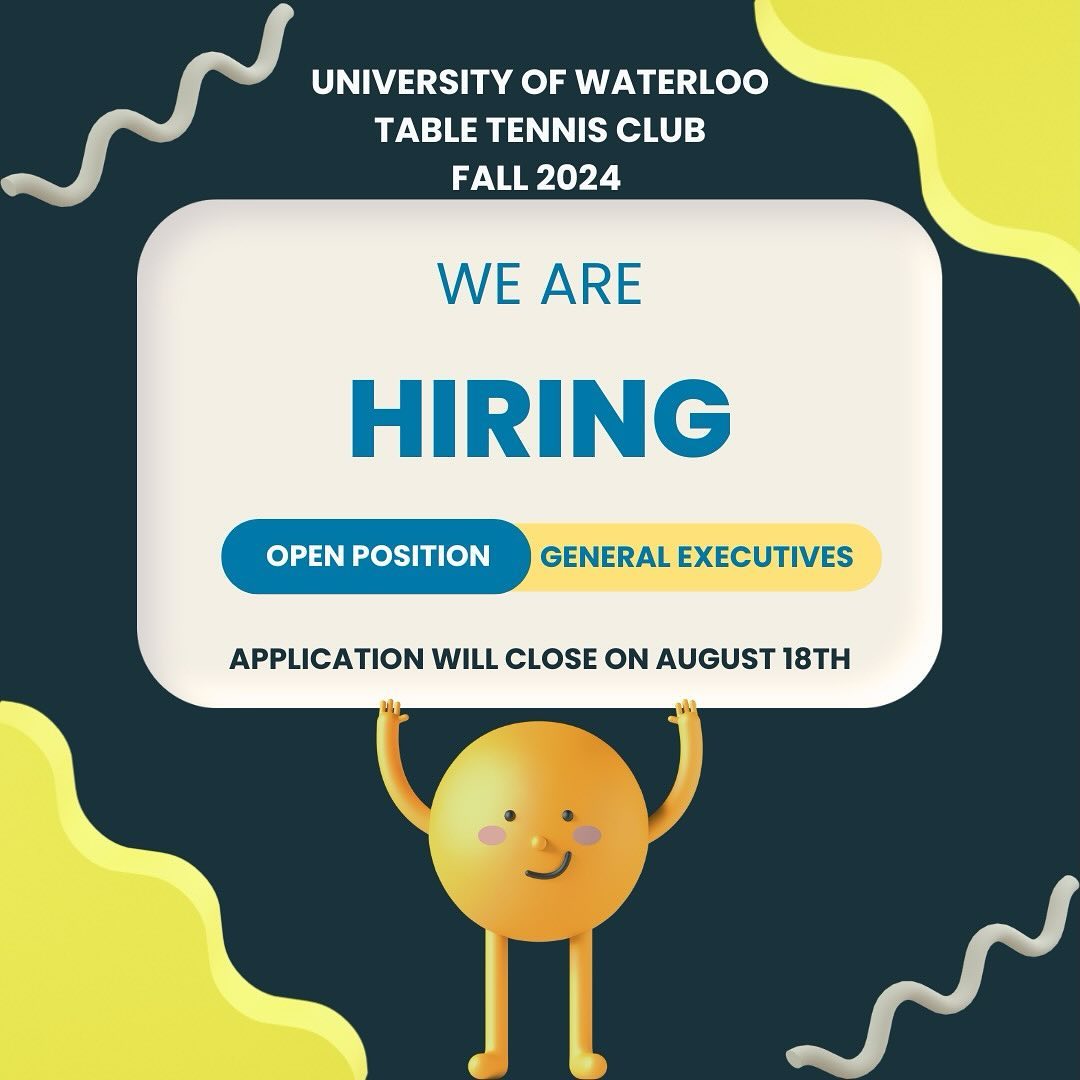 UNIVERSITY OF WATERLOO
TABLE TENNIS CLUB
FALL 2024
WE ARE
HIRING
OPEN POSITION GENERAL EXECUTIVES
APPLICATION WILL CLOSE ON AUGUST 18TH